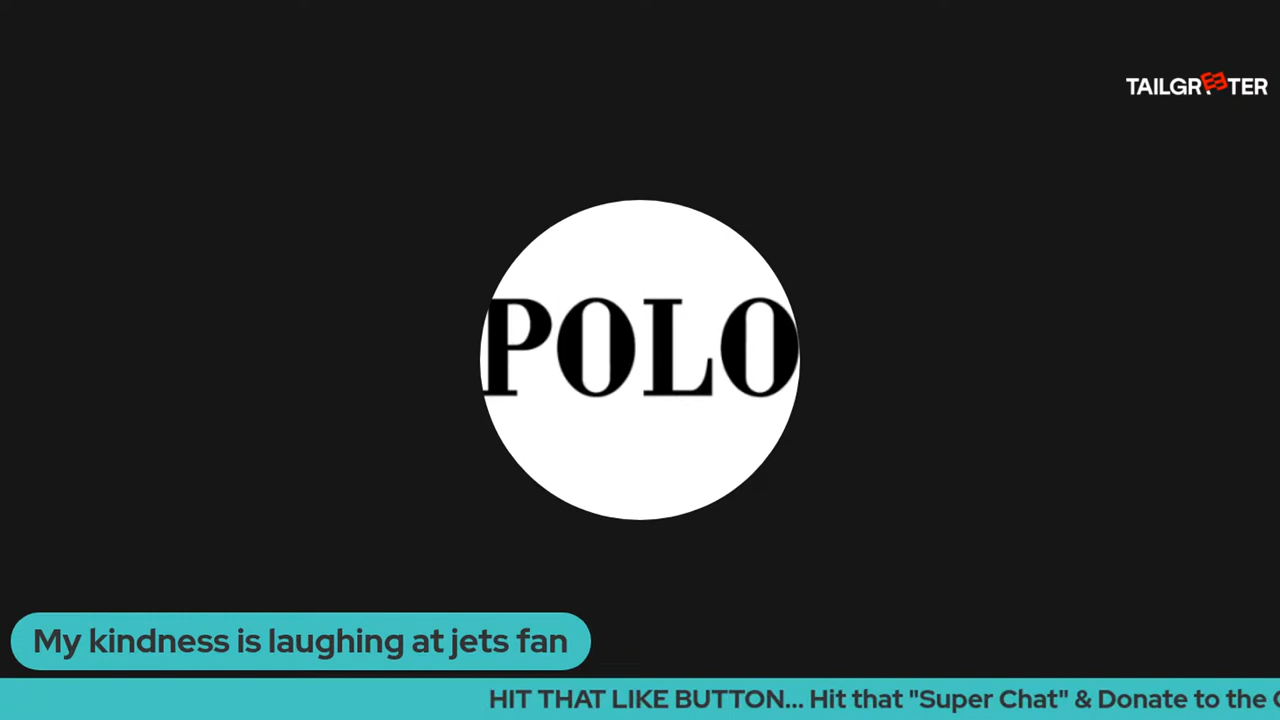 TAILGREETER
POLO
My kindness is laughing at jets fan
HIT THAT LIKE BUTTON... Hit that "Super Chat" & Donate to the